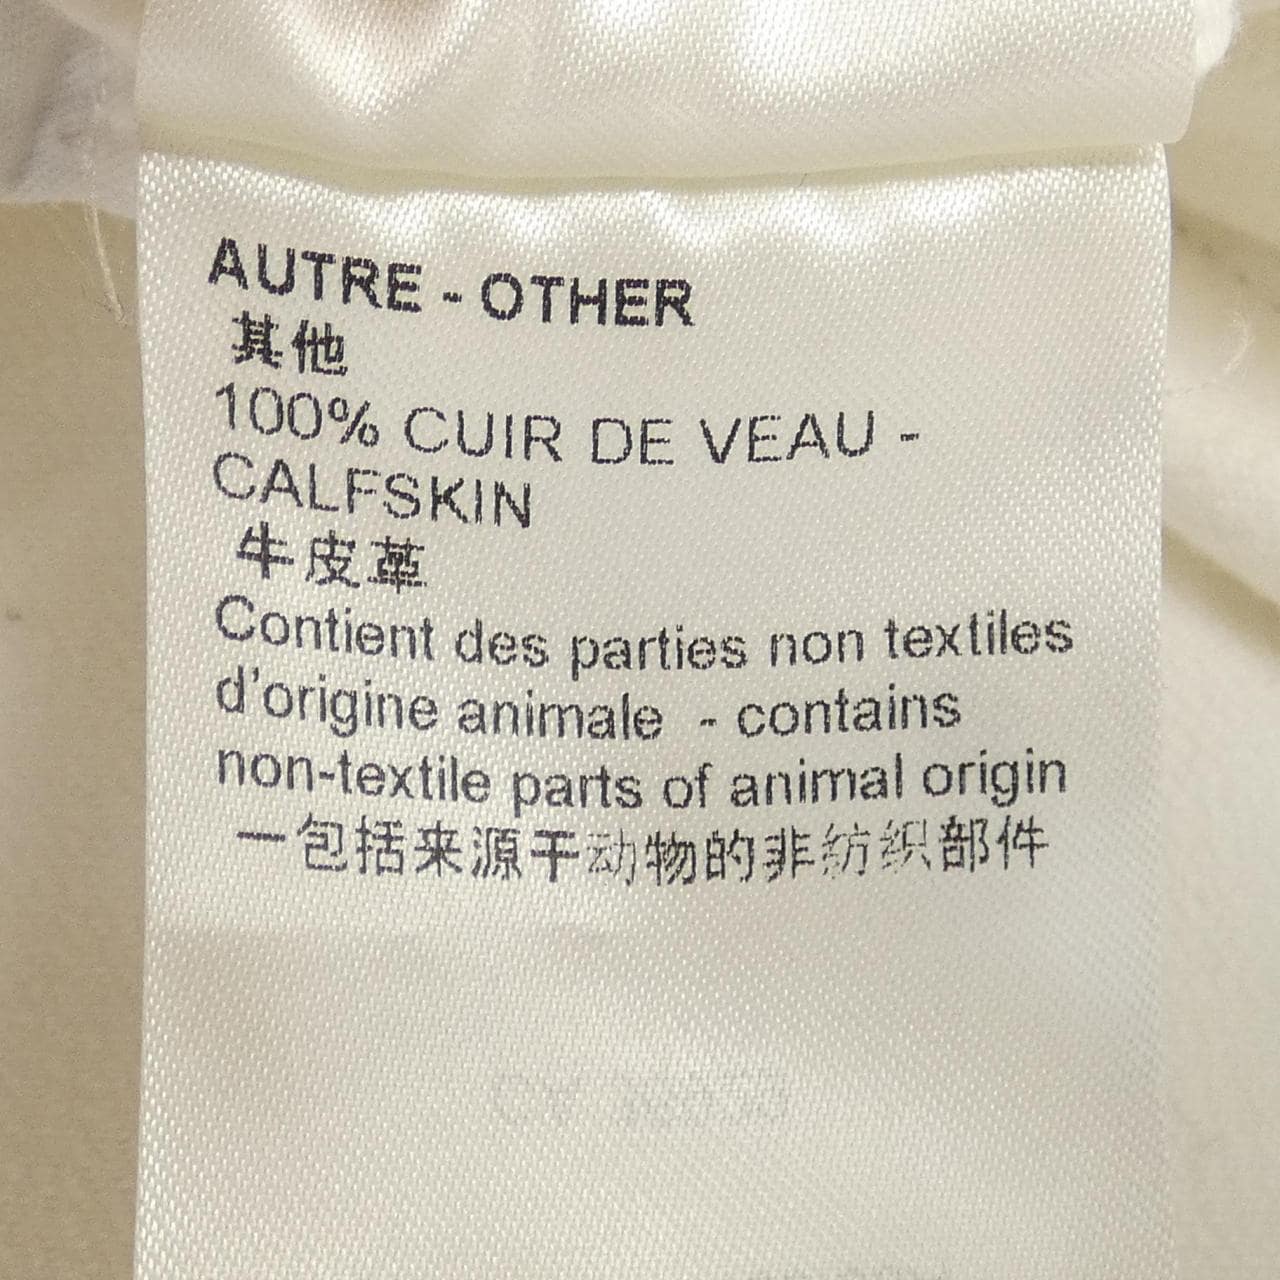 AUTRE - OTHER
其他
100% CUIR DE VEAU -
CALFSKIN
牛皮革
Contient des parties non textiles
d'origine animale - contains
non-textile parts of animal origin
一包括来源于动物的非纺织部件